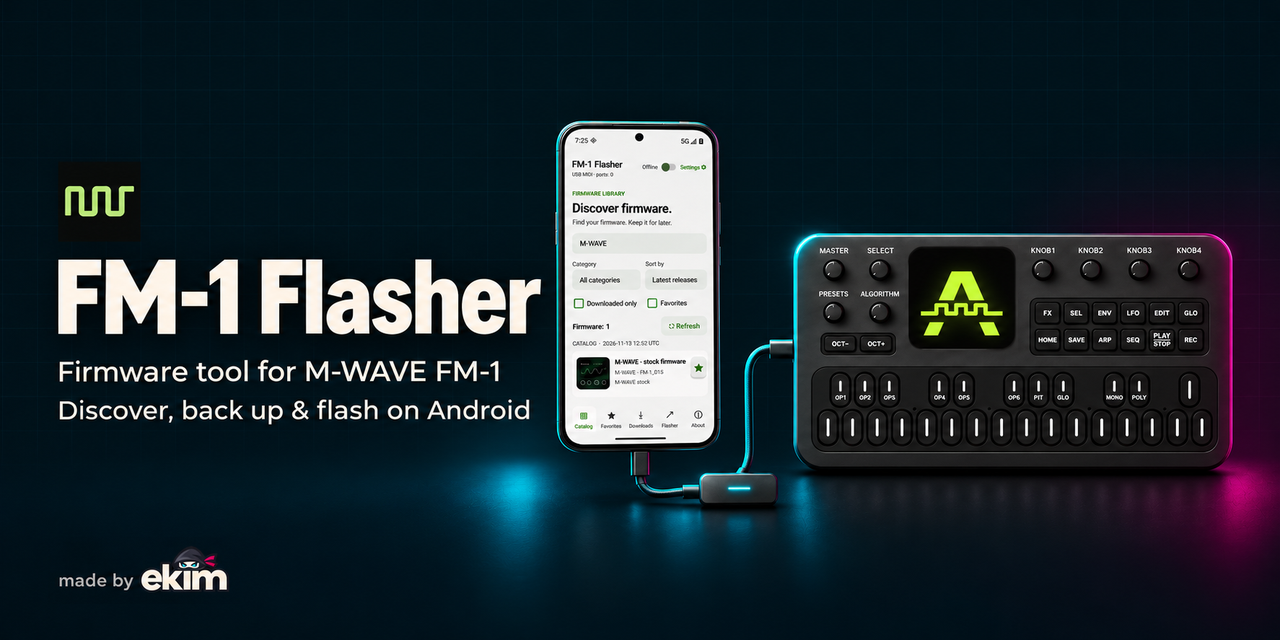 FM-1 Flasher
Firmware tool for M-WAVE FM-1
Discover, back up & flash on Android
made by ekim
7:25
5G
FM-1 Flasher
USB MIDI · ports: 0
Offline
Settings
FIRMWARE LIBRARY
Discover firmware.
Find your firmware. Keep it for later.
M-WAVE
Category
Sort by
All categories
Latest releases
Downloaded only
Favorites
Firmware: 1
Refresh
CATALOG · 2026-11-13 12:52 UTC
M-WAVE - stock firmware
M-WAVE · FM-1_015
M-WAVE stock
Catalog
Favorites
Downloads
Flasher
About
MASTER
SELECT
KNOB1
KNOB2
KNOB3
KNOB4
PRESETS
ALGORITHM
OCT-
OCT+
FX
SEL
ENV
LFO
EDIT
GLO
HOME
SAVE
ARP
SEQ
PLAY
STOP
REC
OP1
OP2
OP5
OP4
OP5
OP6
PIT
GLO
MONO
POLY